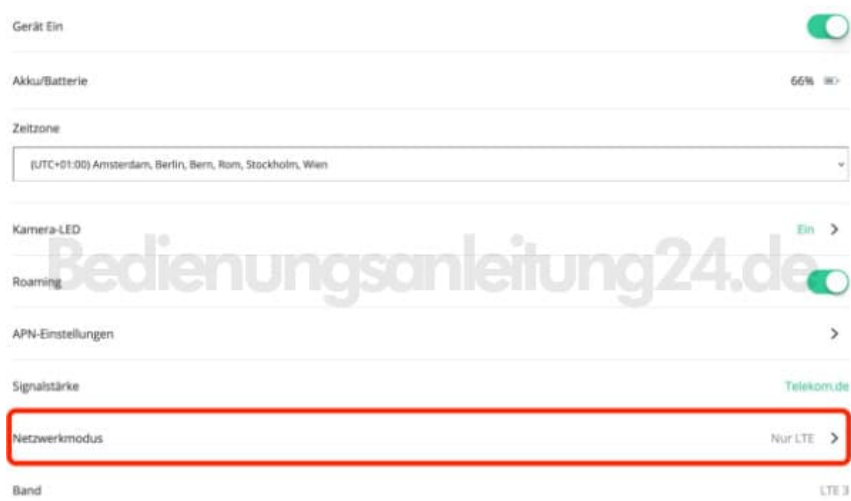 Gerät Ein
Akku/Batterie 66%
Zeitzone
(UTC+01:00) Amsterdam, Berlin, Bern, Rom, Stockholm, Wien
Kamera-LED Ein
Bedienungsanleitung24.de
Roaming
APN-Einstellungen
Signalstärke Telekom.de
Netzwerkmodus Nur LTE
Band LTE 3